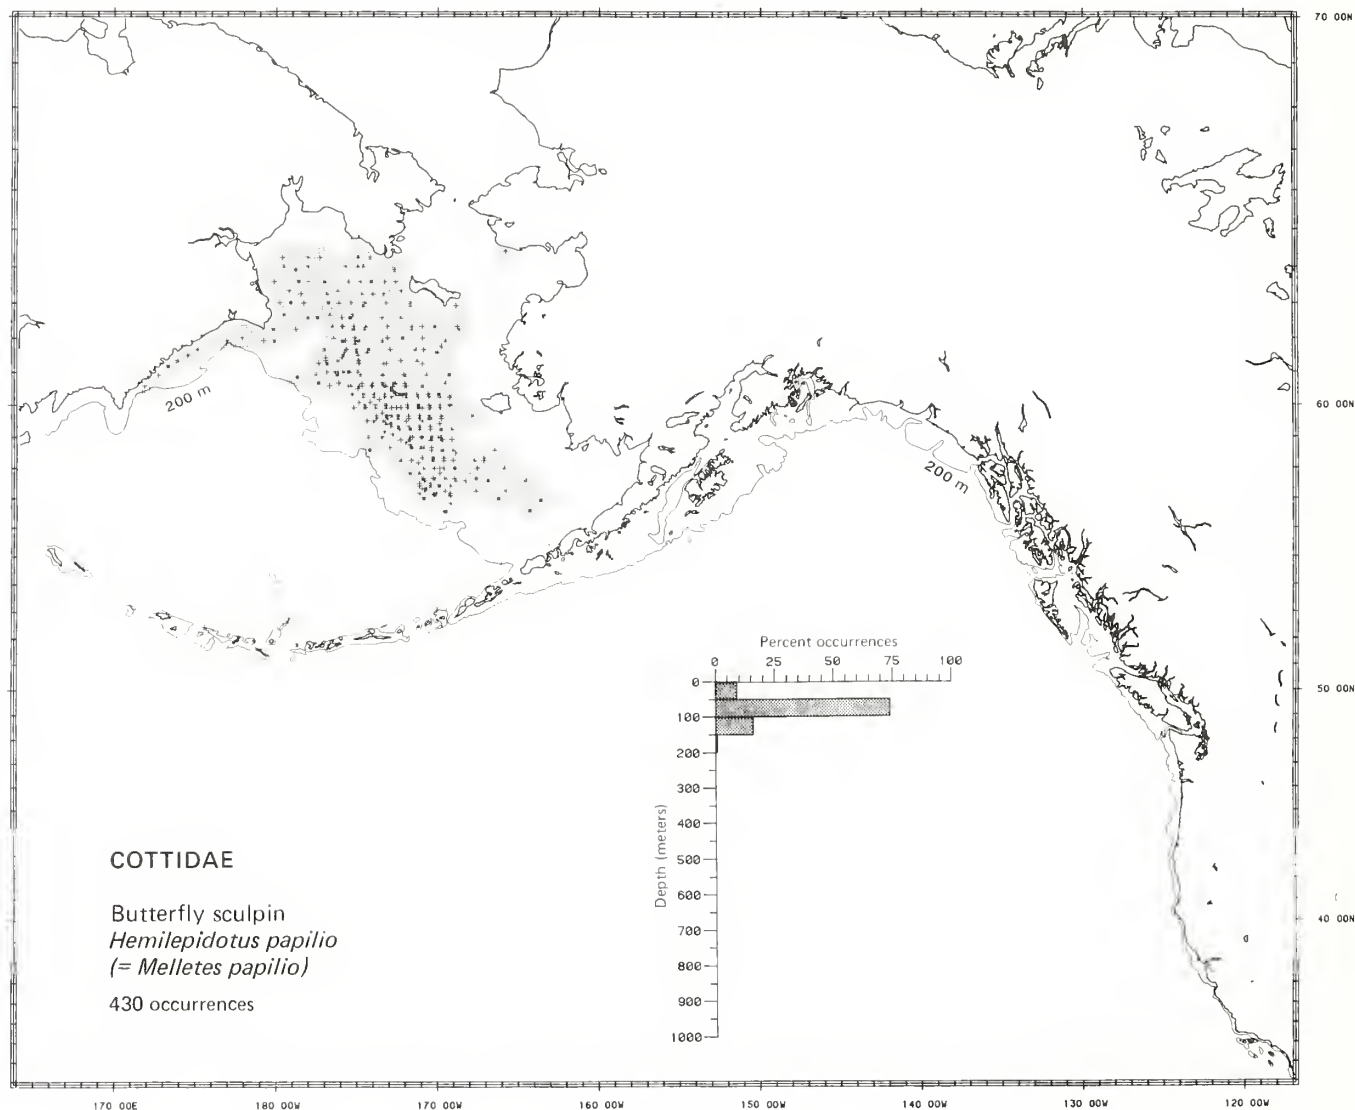 70 00N
200 m
60 00N
200 m
Percent occurrences
0 25 50 75 100
0
50 00N
100
200
300
400
Depth (meters)
500
600
700
800
900
1000
40 00N
COTTIDAE
Butterfly sculpin
Hemilepidotus papilio
(= Melletes papilio)
430 occurrences
170 00E 180 00W 170 00W 160 00W 150 00W 140 00W 130 00W 120 00W